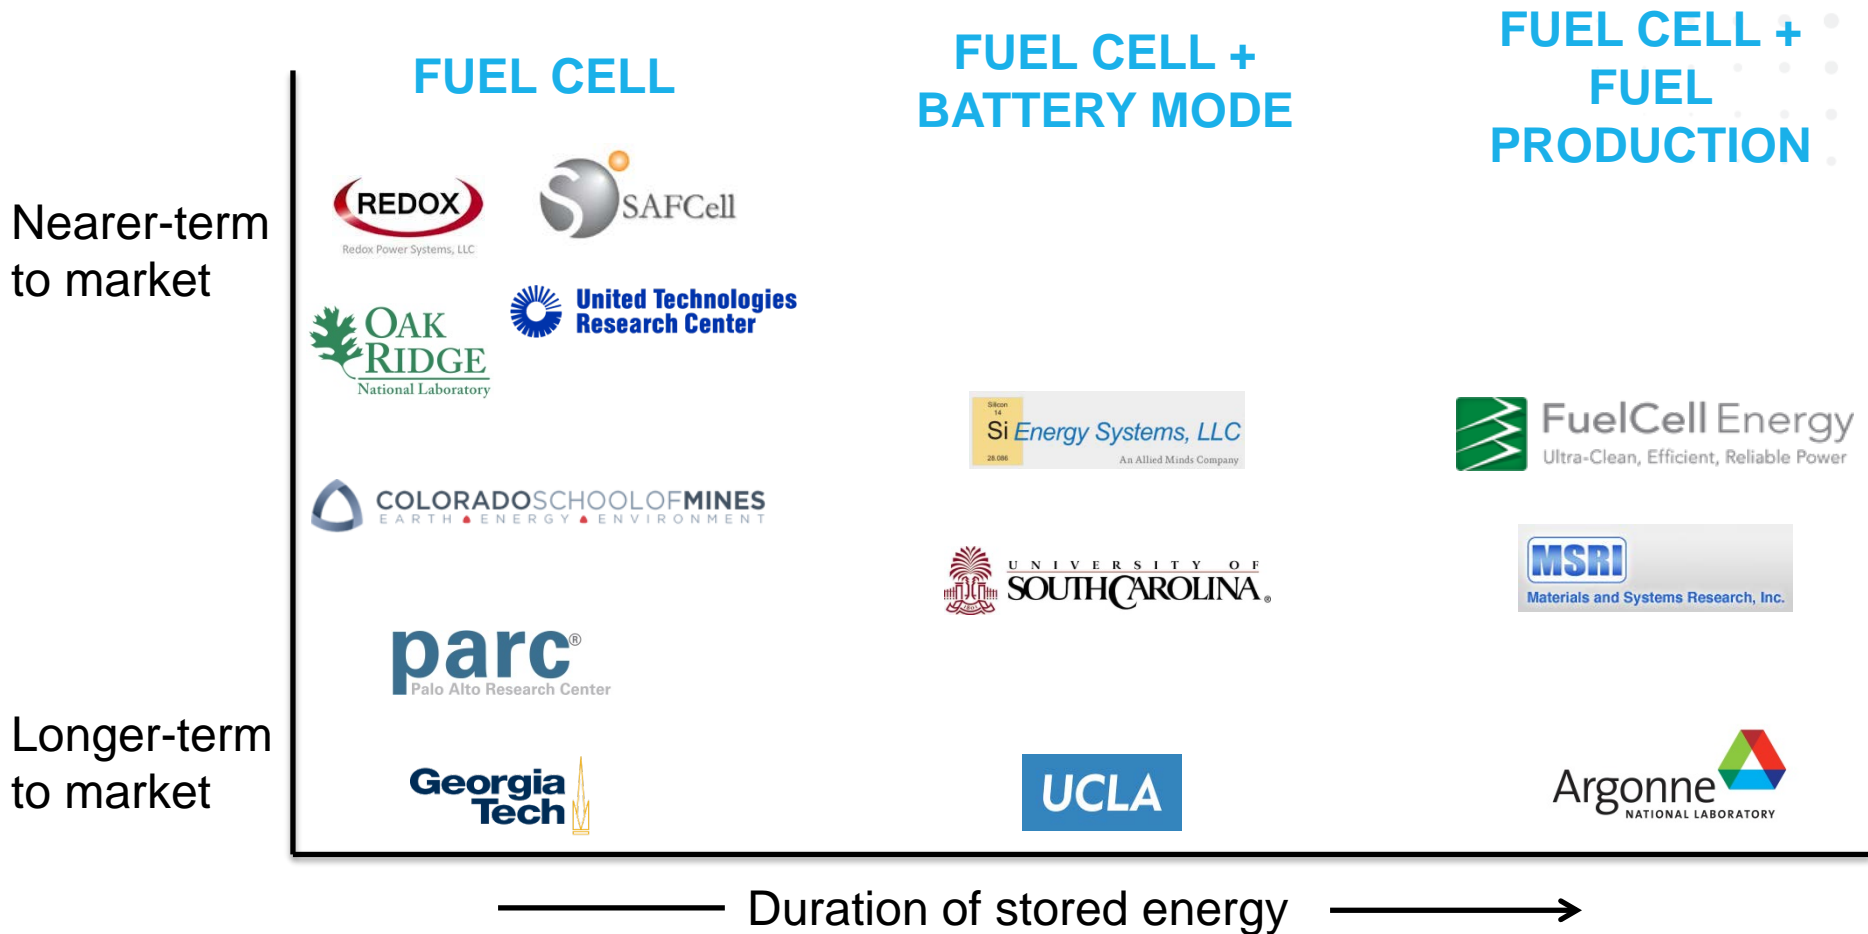 FUEL CELL
FUEL CELL +
BATTERY MODE
FUEL CELL +
FUEL
PRODUCTION
Nearer-term
to market
REDOX
Redox Power Systems, LLC
SAFCell
OAK
RIDGE
National Laboratory
United Technologies
Research Center
Silicon
14
Si Energy Systems, LLC
28.086
An Allied Minds Company
FuelCell Energy
Ultra-Clean, Efficient, Reliable Power
COLORADOSCHOOLOFMINES
EARTH ENERGY ENVIRONMENT
UNIVERSITY OF
SOUTH CAROLINA®
MSRI
Materials and Systems Research, Inc.
parc®
Palo Alto Research Center
Longer-term
to market
Georgia
Tech
UCLA
Argonne
NATIONAL LABORATORY
Duration of stored energy